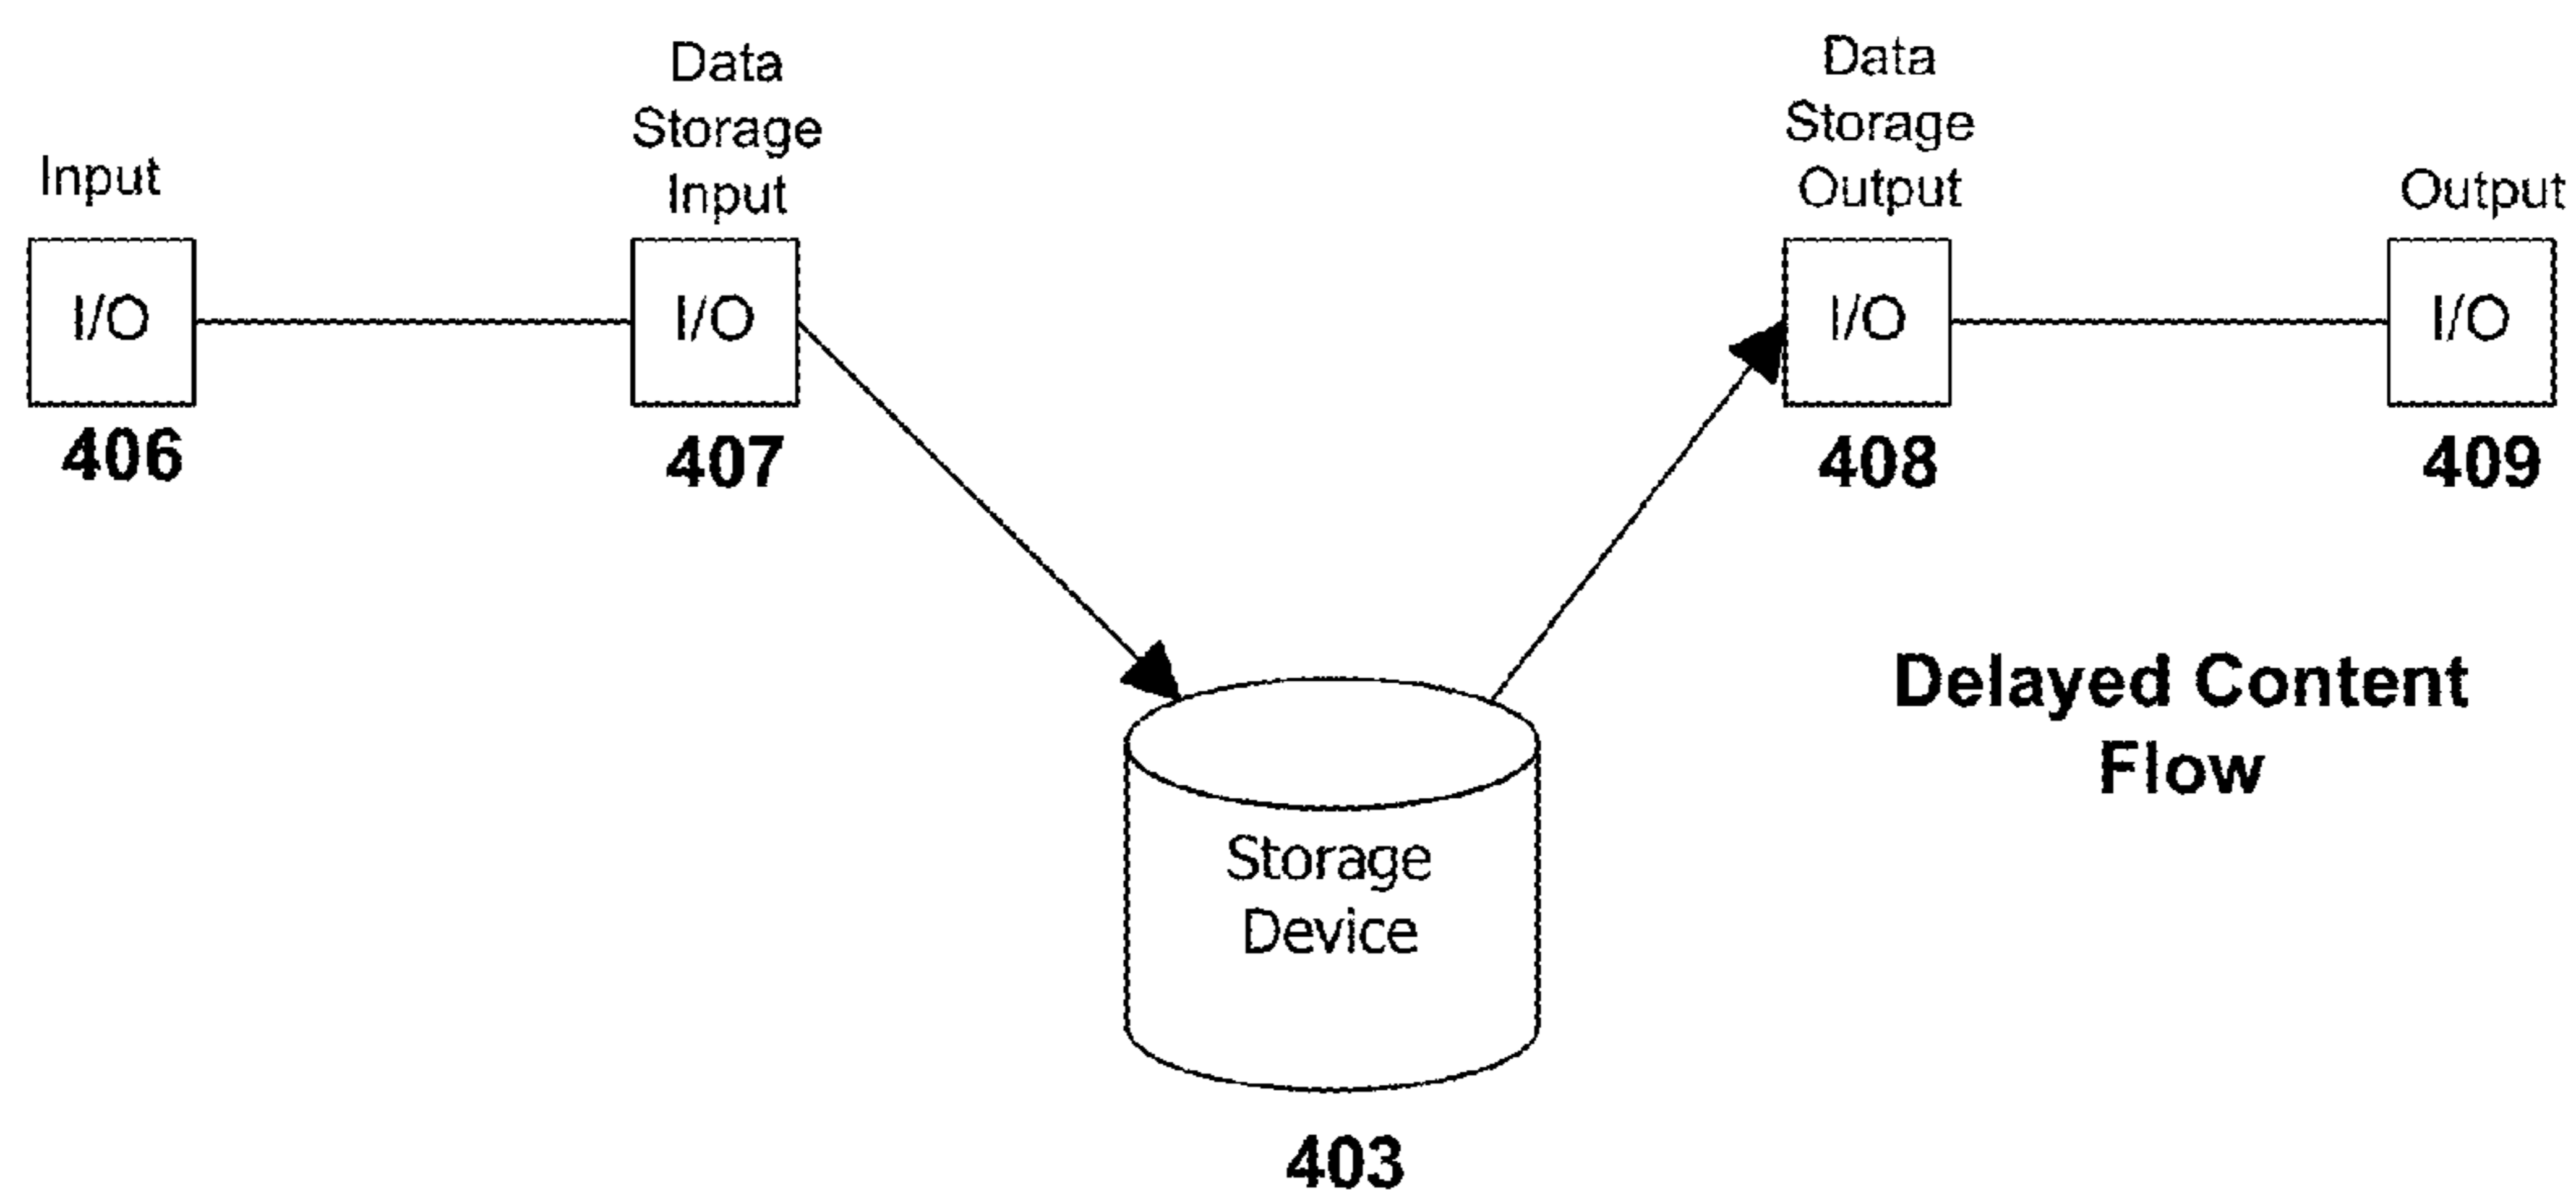 Input
I/O
406
Data
Storage
Input
I/O
407
Data
Storage
Output
I/O
408
Output
I/O
409
Delayed Content
Flow
Storage
Device
403